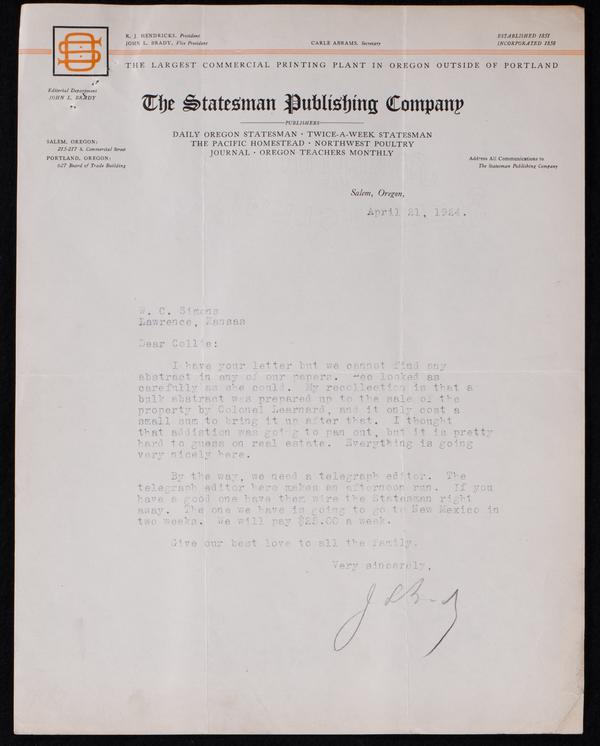 R. J. HENDRICKS, President
JOHN L. BRADY, Vice President
CARLE ABRAMS, Secretary
ESTABLISHED 1851
INCORPORATED 1858
THE LARGEST COMMERCIAL PRINTING PLANT IN OREGON OUTSIDE OF PORTLAND
Editorial Department
JOHN L. BRADY
The Statesman Publishing Company
PUBLISHERS
DAILY OREGON STATESMAN · TWICE-A-WEEK STATESMAN
THE PACIFIC HOMESTEAD · NORTHWEST POULTRY
JOURNAL · OREGON TEACHERS MONTHLY
SALEM, OREGON:
215-217 S. Commercial Street
PORTLAND, OREGON:
627 Board of Trade Building
Address All Communications to
The Statesman Publishing Company
Salem, Oregon,
April 21, 1924.
W. C. Simons
Lawrence, Kansas
Dear Collie:
I have your letter but we cannot find any
abstract in any of our papers. looked as
carefully as she could. My recollection is that a
bulk abstract was prepared up to the sale of the
property by Colonel Learnard, and it only cost a
small sum to bring it up after that. I thought
that addiction was going to pan out, but it is pretty
hard to guess on real estate. Everything is going
very nicely here.
By the way, we need a telegraph editor. The
telegraph editor here makes an afternoon run. If you
have a good one have them wire the Statesman right
away. The one we have is going to go to New Mexico in
two weeks. We will pay $25.00 a week.
Give our best love to all the family.
Very sincerely,
J L Brady